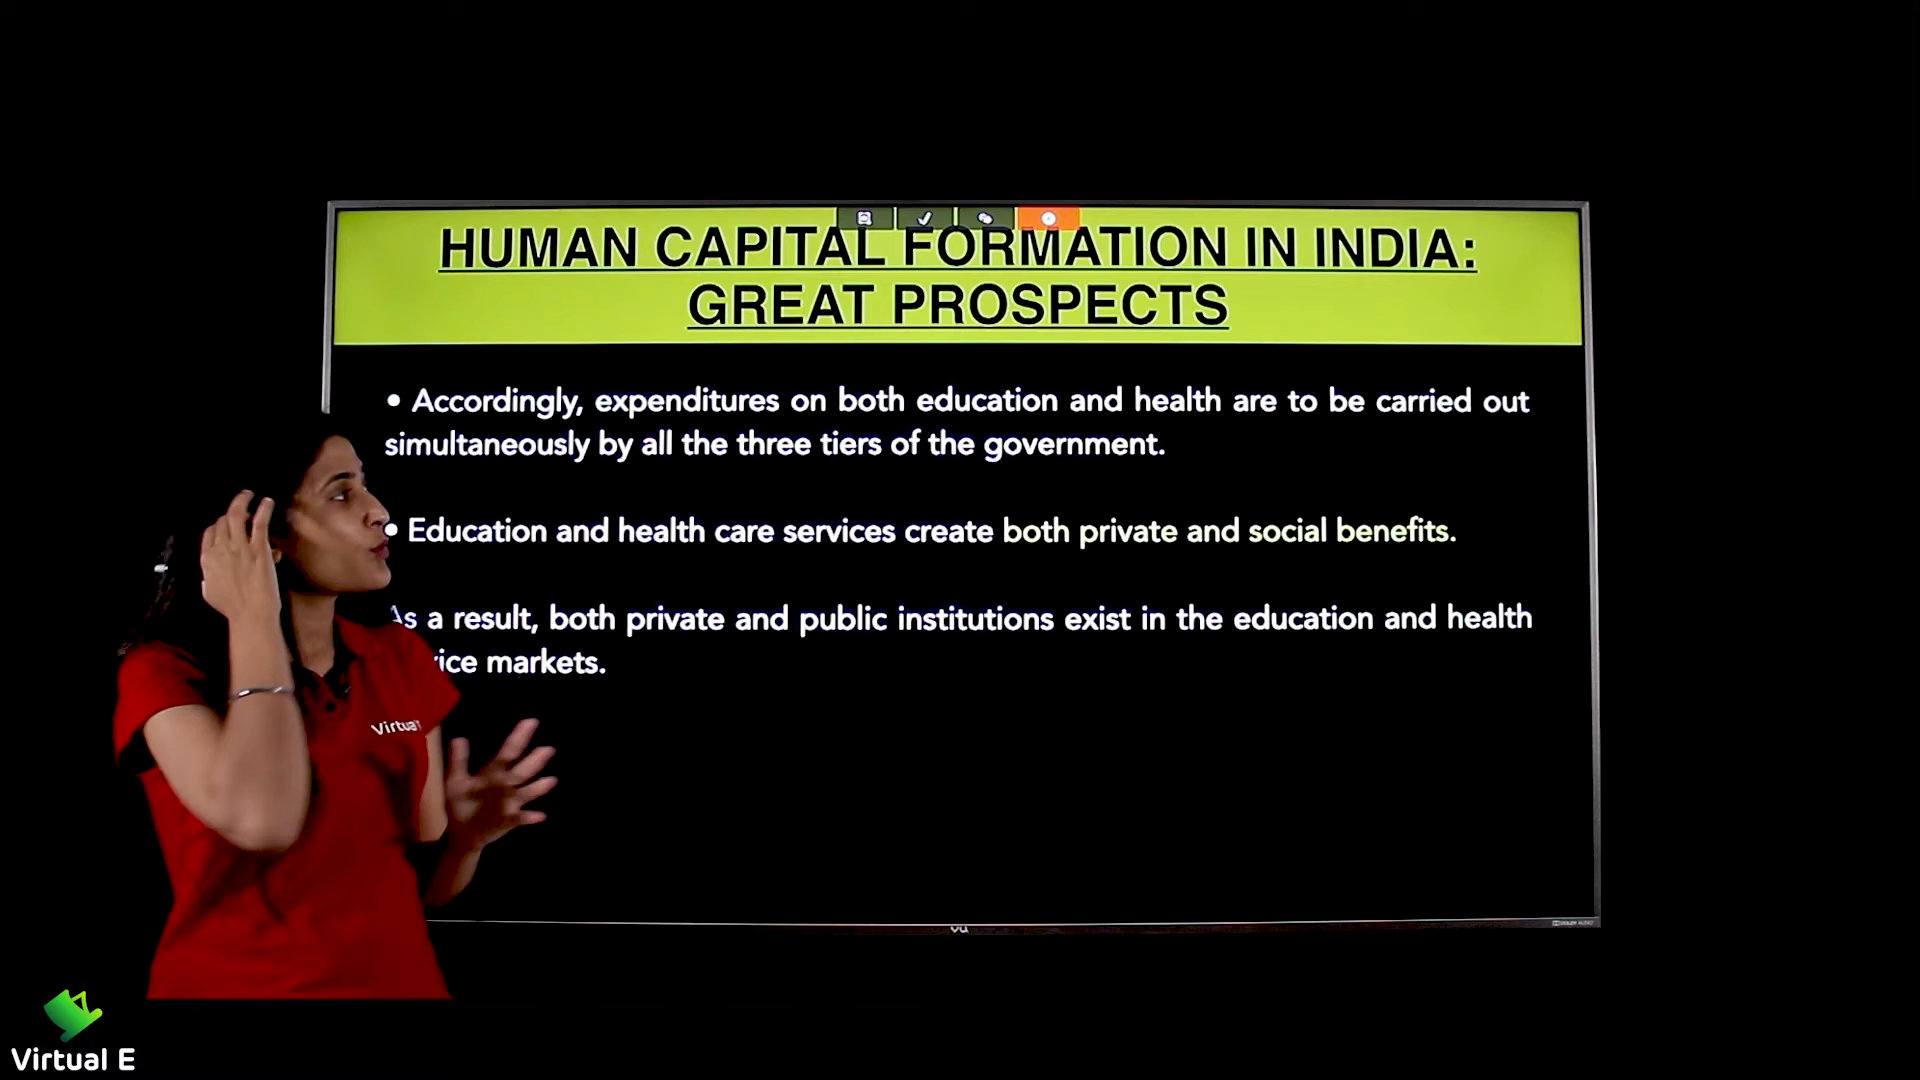 HUMAN CAPITAL FORMATION IN INDIA:
GREAT PROSPECTS
• Accordingly, expenditures on both education and health are to be carried out
simultaneously by all the three tiers of the government.
• Education and health care services create both private and social benefits.
As a result, both private and public institutions exist in the education and health
markets.
Virtual
Vu
Virtual E